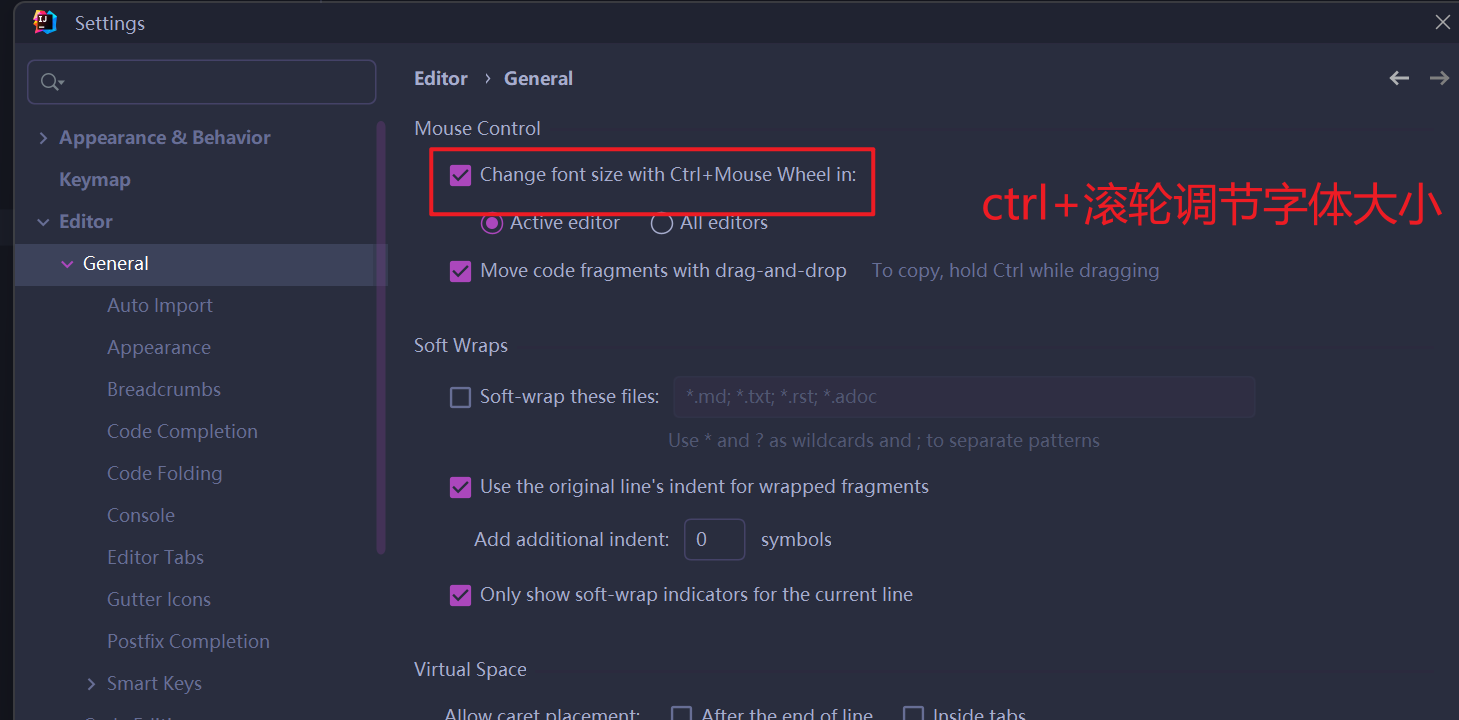 Settings
Editor › General
Appearance & Behavior
Keymap
Editor
General
Auto Import
Appearance
Breadcrumbs
Code Completion
Code Folding
Console
Editor Tabs
Gutter Icons
Postfix Completion
Smart Keys
Mouse Control
Change font size with Ctrl+Mouse Wheel in:
ctrl+滚轮调节字体大小
Active editor All editors
Move code fragments with drag-and-drop To copy, hold Ctrl while dragging
Soft Wraps
Soft-wrap these files: *.md; *.txt; *.rst; *.adoc
Use * and ? as wildcards and ; to separate patterns
Use the original line's indent for wrapped fragments
Add additional indent: 0 symbols
Only show soft-wrap indicators for the current line
Virtual Space
Allow caret placement: After the end of line Inside tabs